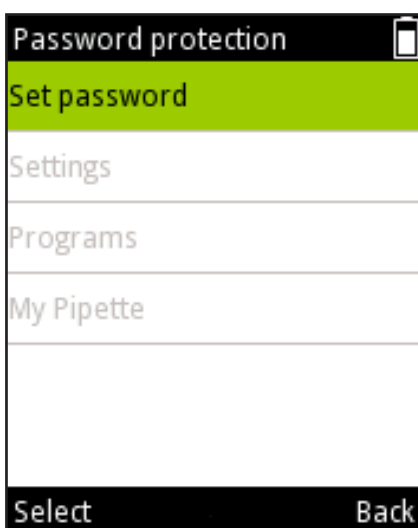 Password protection
Set password
Settings
Programs
My Pipette
Select Back